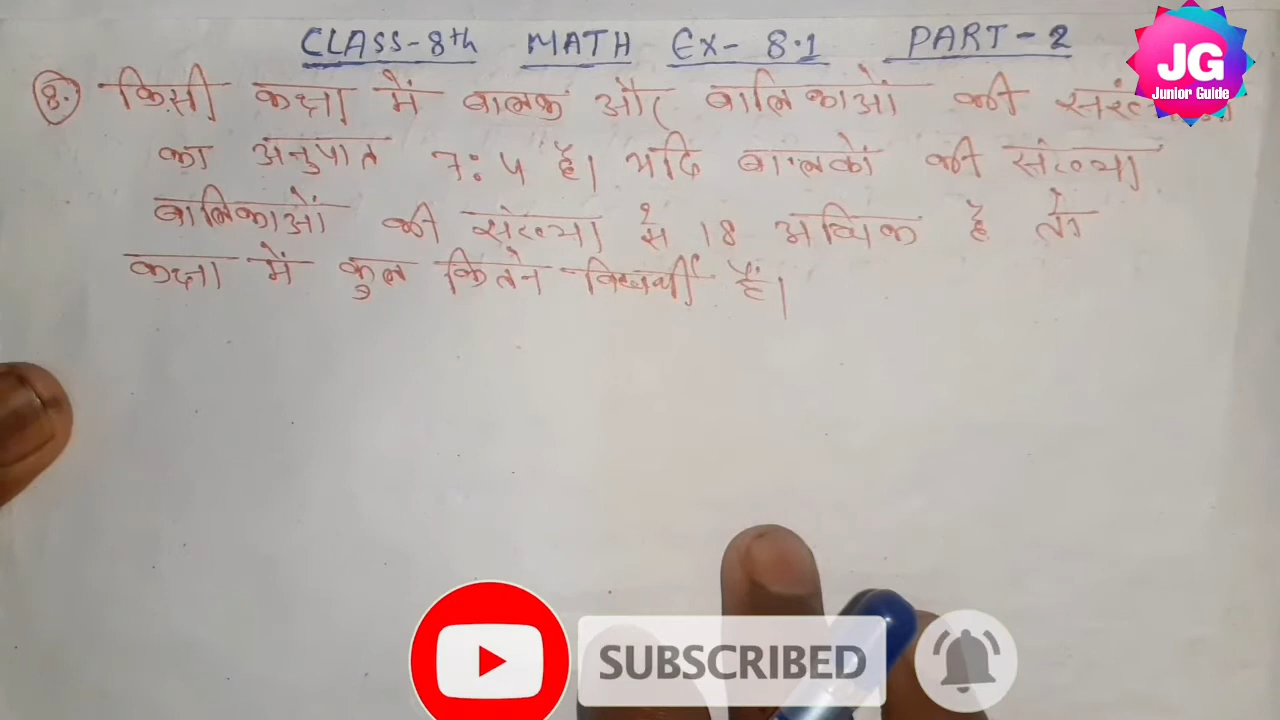 CLASS-8th MATH EX- 8.1 PART-2
JG
Junior Guide
8. किसी कक्षा में बालक और बालिकाओं की
का अनुपात 7:4 है। यदि बालकों की संख्या
बालिकाओं की संख्या से 18 अधिक है तो
कक्षा में कुल कितने विद्यार्थी हैं।
SUBSCRIBED